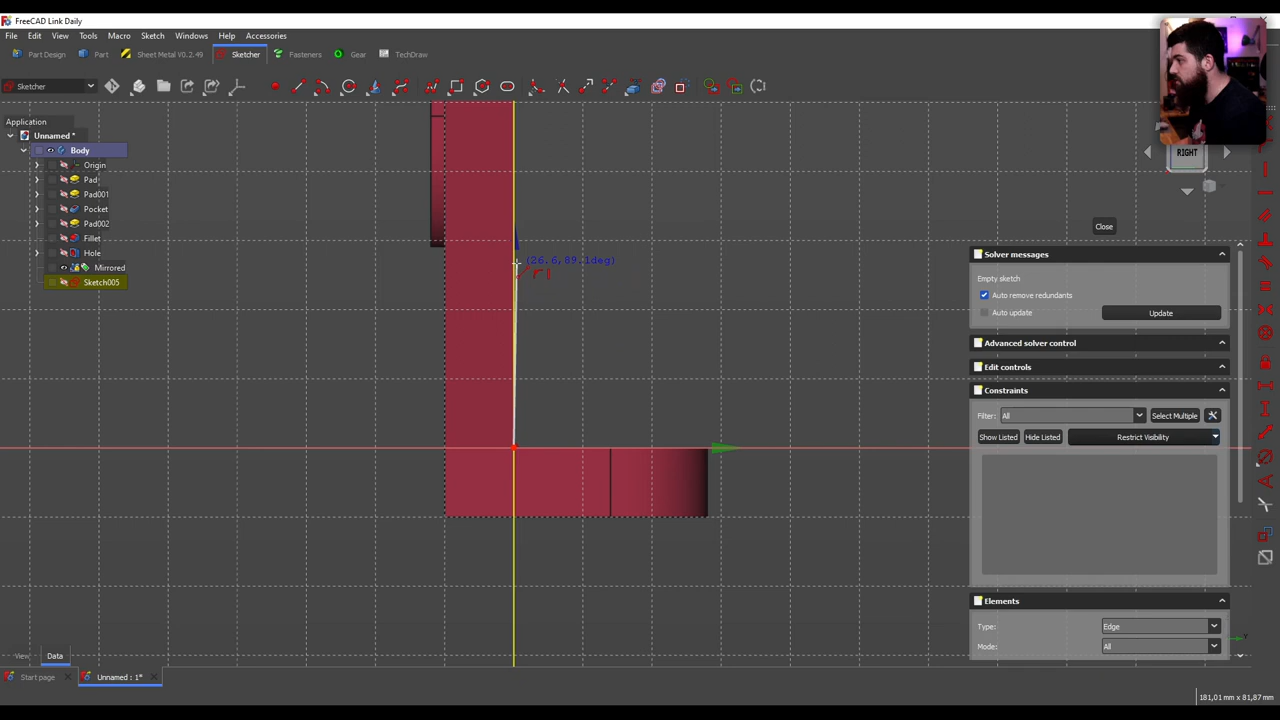 FreeCAD Link Daily
File Edit View Tools Macro Sketch Windows Help Accessories
Part Design Part Sheet Metal V0.2.49 Sketcher Fasteners Gear TechDraw
Sketcher
Application
Unnamed *
Body
Origin
Pad
Pad001
Pocket
Pad002
Fillet
Hole
Mirrored
Sketch005
(26.6,89.1deg)
RIGHT
Close
Solver messages
Empty sketch
Auto remove redundants
Auto update Update
Advanced solver control
Edit controls
Constraints
Filter: All Select Multiple
Show Listed Hide Listed Restrict Visibility
Elements
Type: Edge
Mode: All
View Data
Start page Unnamed : 1*
181,01 mm x 81,87 mm